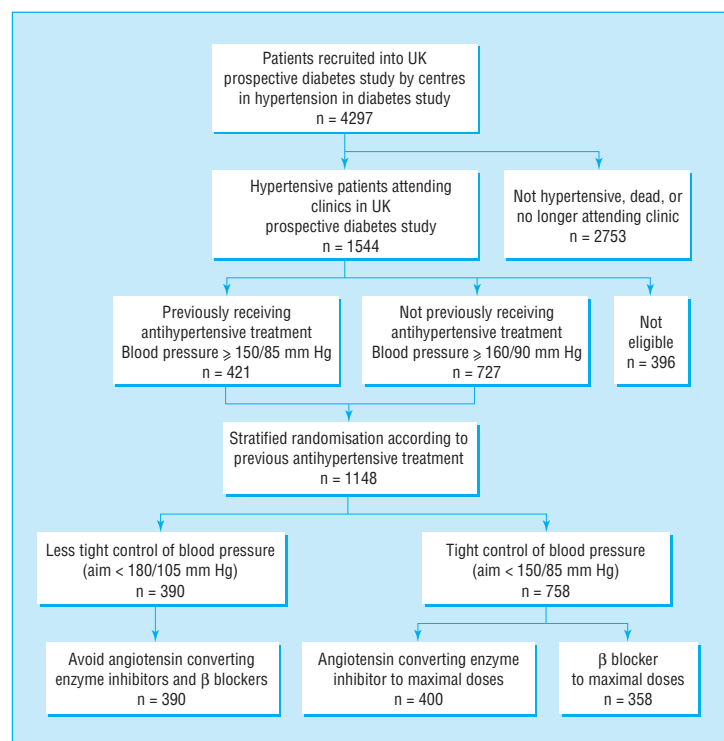 Patients recruited into UK
prospective diabetes study by centres
in hypertension in diabetes study
n = 4297
Hypertensive patients attending
clinics in UK
prospective diabetes study
n = 1544
Not hypertensive, dead, or
no longer attending clinic
n = 2753
Previously receiving
antihypertensive treatment
Blood pressure ⩾ 150/85 mm Hg
n = 421
Not previously receiving
antihypertensive treatment
Blood pressure ⩾ 160/90 mm Hg
n = 727
Not
eligible
n = 396
Stratified randomisation according to
previous antihypertensive treatment
n = 1148
Less tight control of blood pressure
(aim < 180/105 mm Hg)
n = 390
Tight control of blood pressure
(aim < 150/85 mm Hg)
n = 758
Avoid angiotensin converting
enzyme inhibitors and β blockers
n = 390
Angiotensin converting enzyme
inhibitor to maximal doses
n = 400
β blocker
to maximal doses
n = 358